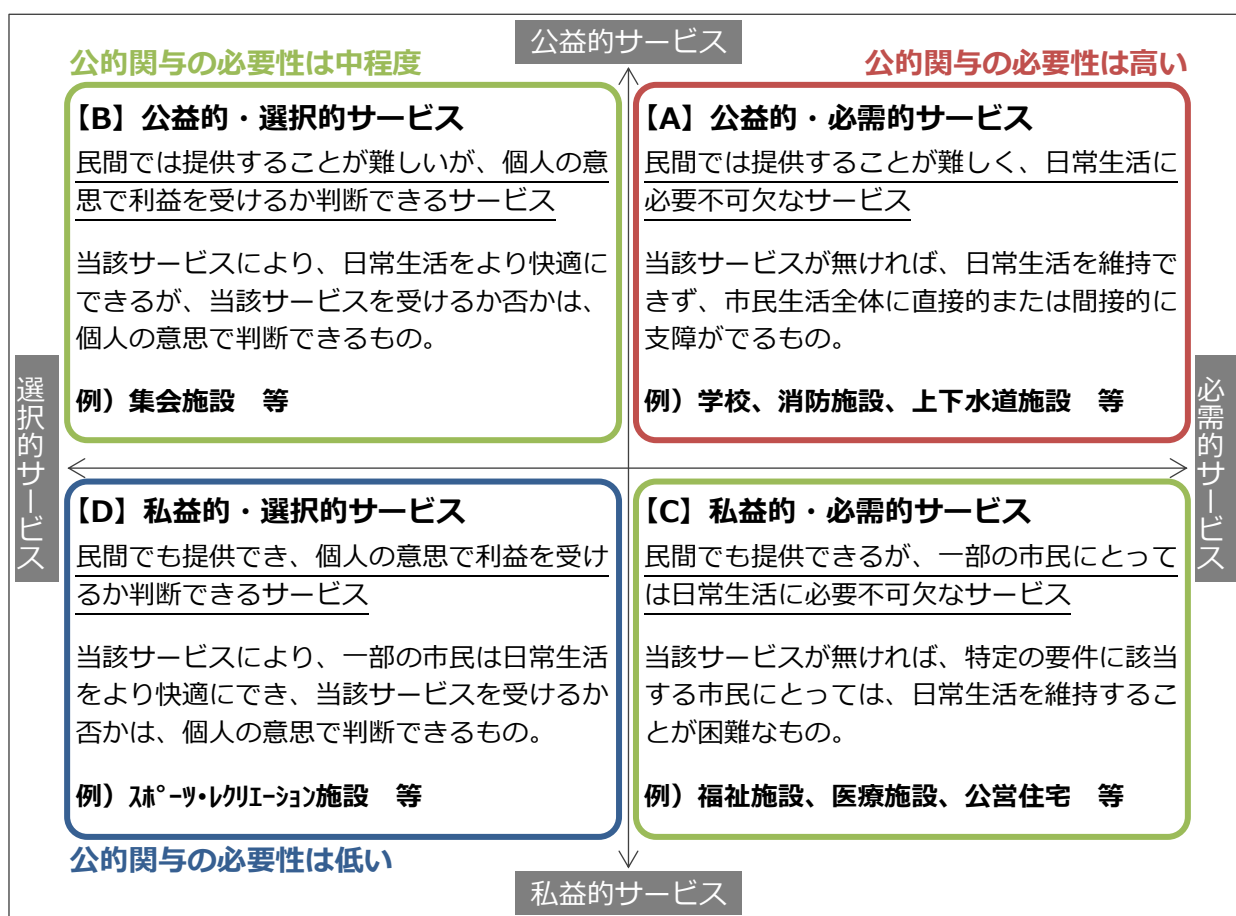 公益的サービス
公的関与の必要性は中程度
公的関与の必要性は高い
【B】公益的・選択的サービス
民間では提供することが難しいが、個人の意
思で利益を受けるか判断できるサービス
当該サービスにより、日常生活をより快適に
できるが、当該サービスを受けるか否かは、
個人の意思で判断できるもの。
例）集会施設　等
【A】公益的・必需的サービス
民間では提供することが難しく、日常生活に
必要不可欠なサービス
当該サービスが無ければ、日常生活を維持で
きず、市民生活全体に直接的または間接的に
支障がでるもの。
例）学校、消防施設、上下水道施設　等
選択的サービス
必需的サービス
【D】私益的・選択的サービス
民間でも提供でき、個人の意思で利益を受け
るか判断できるサービス
当該サービスにより、一部の市民は日常生活
をより快適にでき、当該サービスを受けるか
否かは、個人の意思で判断できるもの。
例）ｽﾎﾟｰﾂ･ﾚｸﾘｴｰｼｮﾝ施設　等
【C】私益的・必需的サービス
民間でも提供できるが、一部の市民にとって
は日常生活に必要不可欠なサービス
当該サービスが無ければ、特定の要件に該当
する市民にとっては、日常生活を維持するこ
とが困難なもの。
例）福祉施設、医療施設、公営住宅　等
公的関与の必要性は低い
私益的サービス